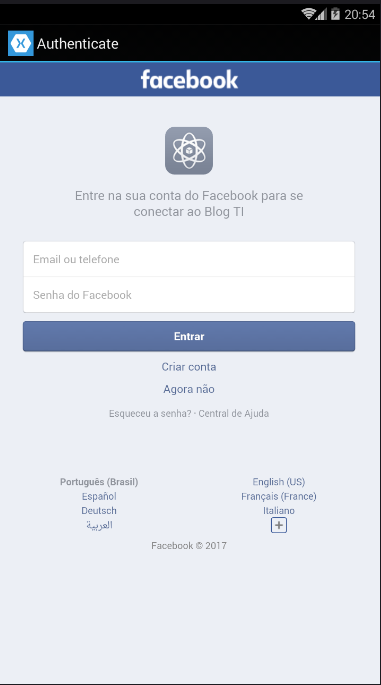 20:54
Authenticate
facebook
Entre na sua conta do Facebook para se
conectar ao Blog TI
Email ou telefone
Senha do Facebook
Entrar
Criar conta
Agora não
Esqueceu a senha? · Central de Ajuda
Português (Brasil) English (US)
Español Français (France)
Deutsch Italiano
العربية
Facebook © 2017